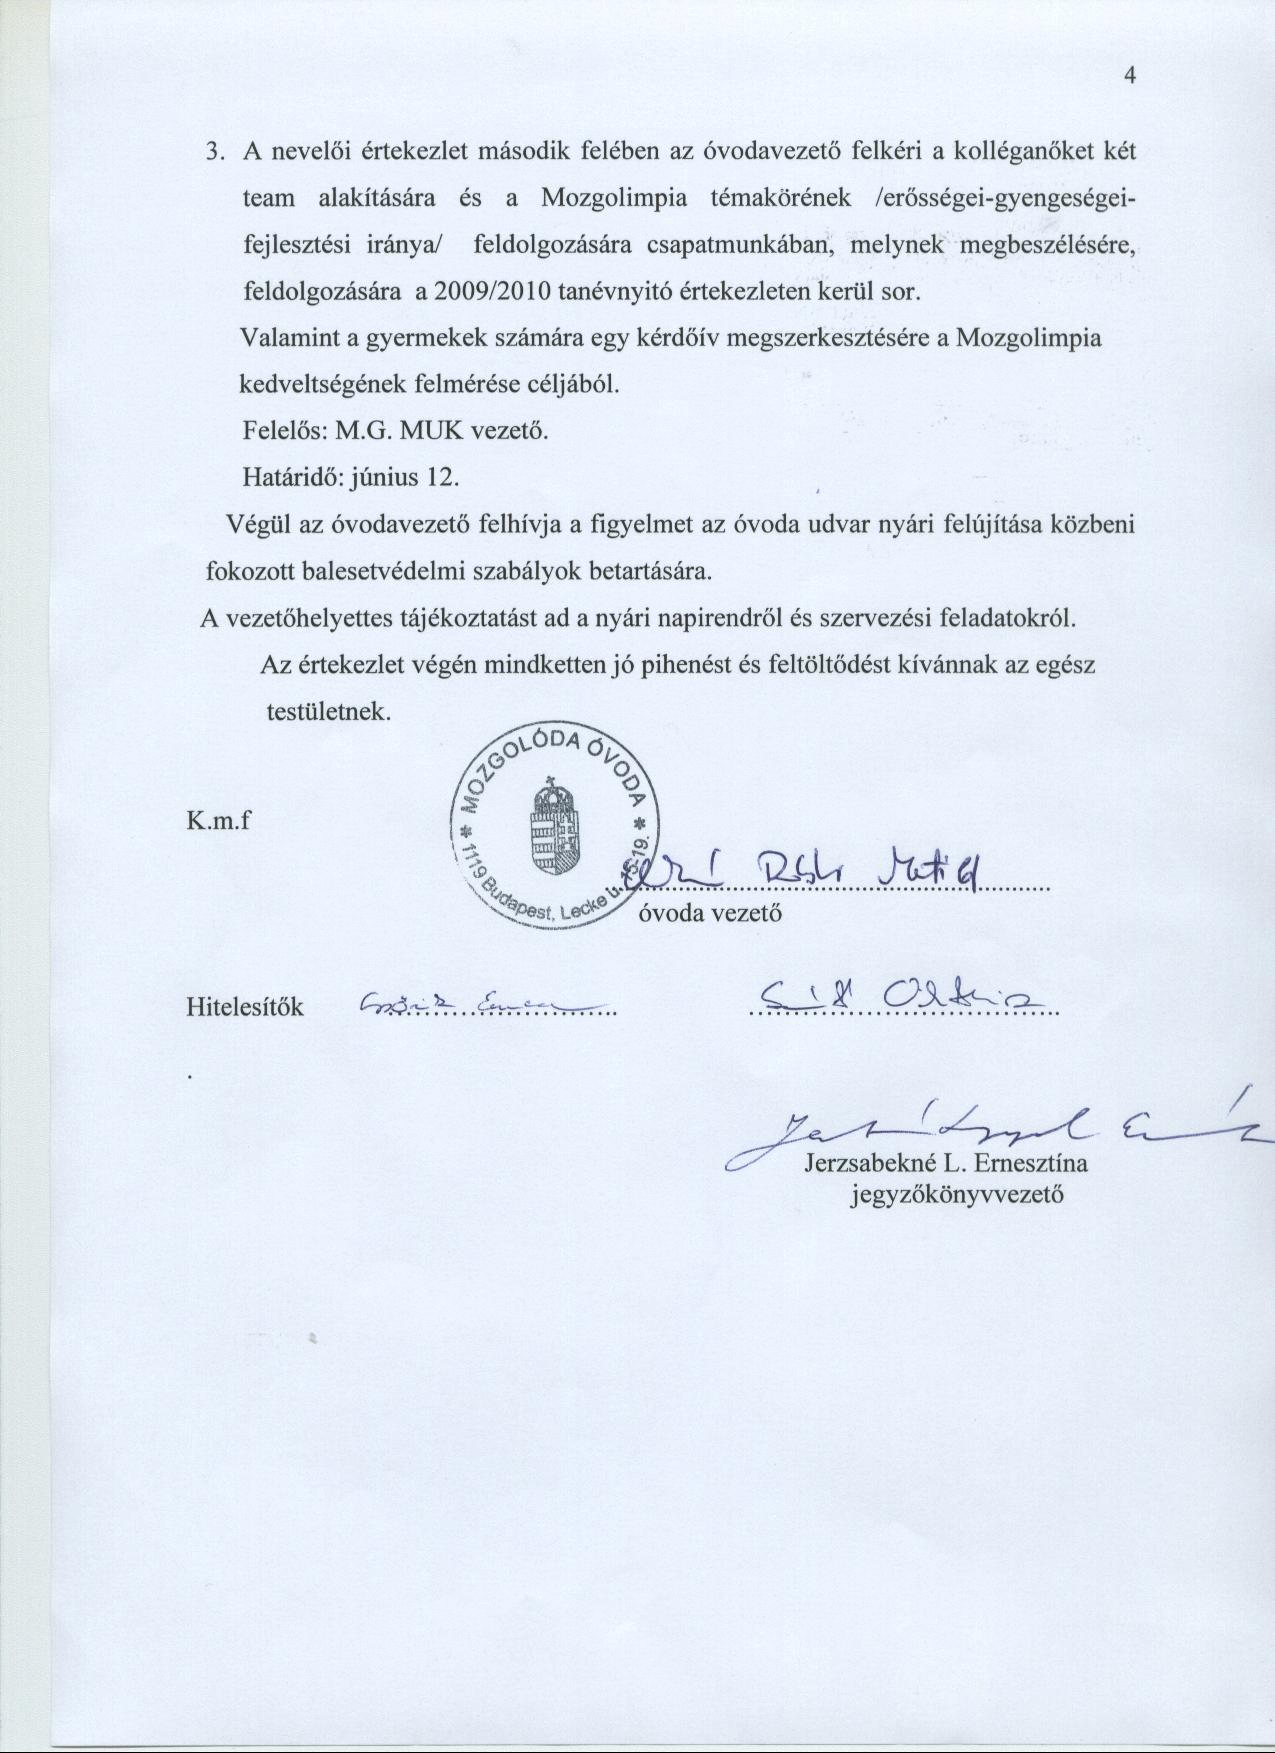 4
3. A nevelői értekezlet második felében az óvodavezető felkéri a kolléganőket két
team alakítására és a Mozgolimpia témakörének /erősségei-gyengeségei-
fejlesztési iránya/ feldolgozására csapatmunkában, melynek megbeszélésére,
feldolgozására a 2009/2010 tanévnyitó értekezleten kerül sor.
Valamint a gyermekek számára egy kérdőív megszerkesztésére a Mozgolimpia
kedveltségének felmérése céljából.
Felelős: M.G. MUK vezető.
Határidő: június 12.
Végül az óvodavezető felhívja a figyelmet az óvoda udvar nyári felújítása közbeni
fokozott balesetvédelmi szabályok betartására.
A vezetőhelyettes tájékoztatást ad a nyári napirendről és szervezési feladatokról.
Az értekezlet végén mindketten jó pihenést és feltöltődést kívánnak az egész
testületnek.
* MOZGOLÓDA ÓVODA *
1119 Budapest, Lecke u. 15-19.
K.m.f
óvoda vezető
Hitelesítők
Jerzsabekné L. Ernesztína
jegyzőkönyvvezető